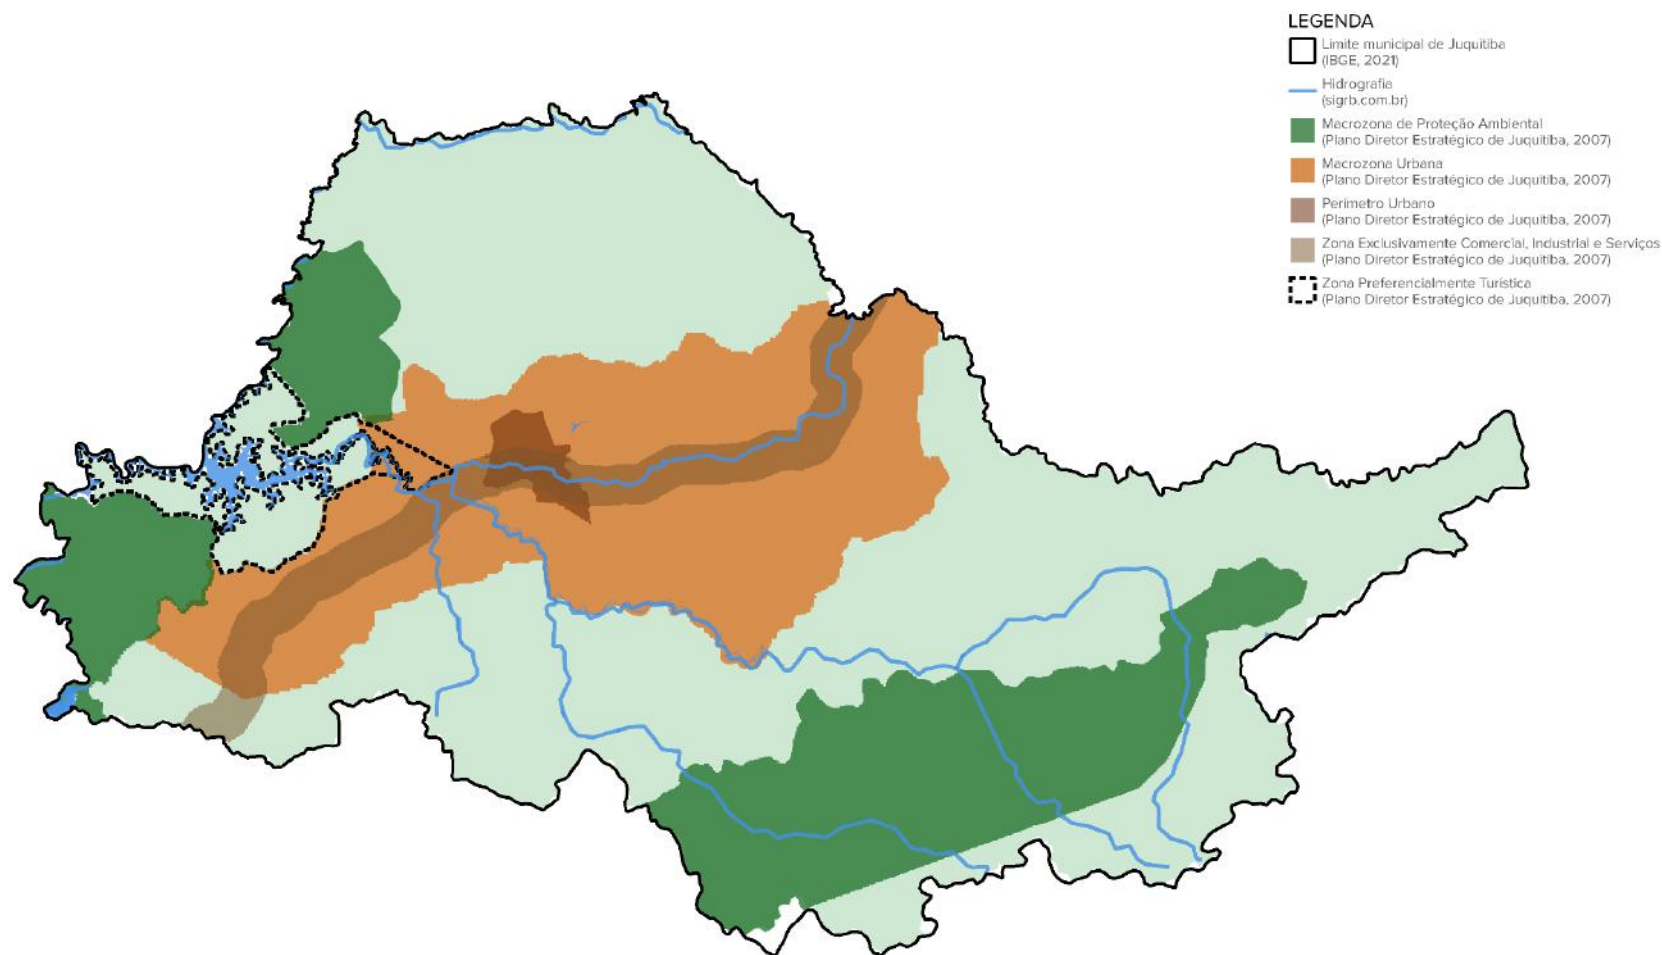 LEGENDA
Limite municipal de Juquitiba
(IBGE, 2021)
Hidrografia
(sigrb.com.br)
Macrozona de Proteção Ambiental
(Plano Diretor Estratégico de Juquitiba, 2007)
Macrozona Urbana
(Plano Diretor Estratégico de Juquitiba, 2007)
Perímetro Urbano
(Plano Diretor Estratégico de Juquitiba, 2007)
Zona Exclusivamente Comercial, Industrial e Serviços
(Plano Diretor Estratégico de Juquitiba, 2007)
Zona Preferencialmente Turística
(Plano Diretor Estratégico de Juquitiba, 2007)